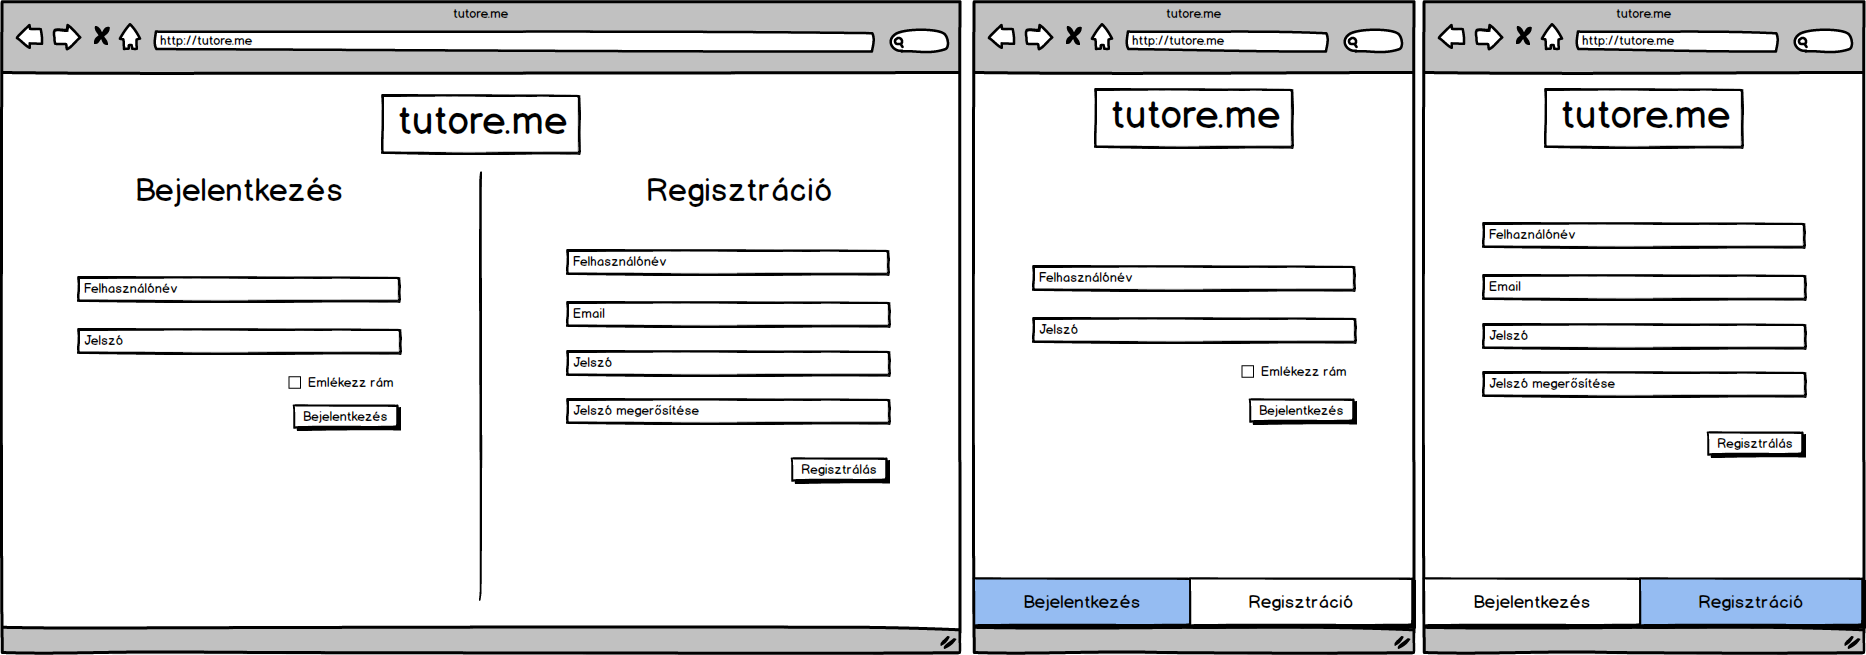 tutore.me
http://tutore.me
tutore.me
Bejelentkezés
Felhasználónév
Jelszó
Emlékezz rám
Bejelentkezés
Regisztráció
Felhasználónév
Email
Jelszó
Jelszó megerősítése
Regisztrálás
tutore.me
http://tutore.me
tutore.me
Felhasználónév
Jelszó
Emlékezz rám
Bejelentkezés
Bejelentkezés
Regisztráció
tutore.me
http://tutore.me
tutore.me
Felhaználónév
Email
Jelszó
Jelszó megerősítése
Regisztrálás
Bejelentkezés
Regisztráció